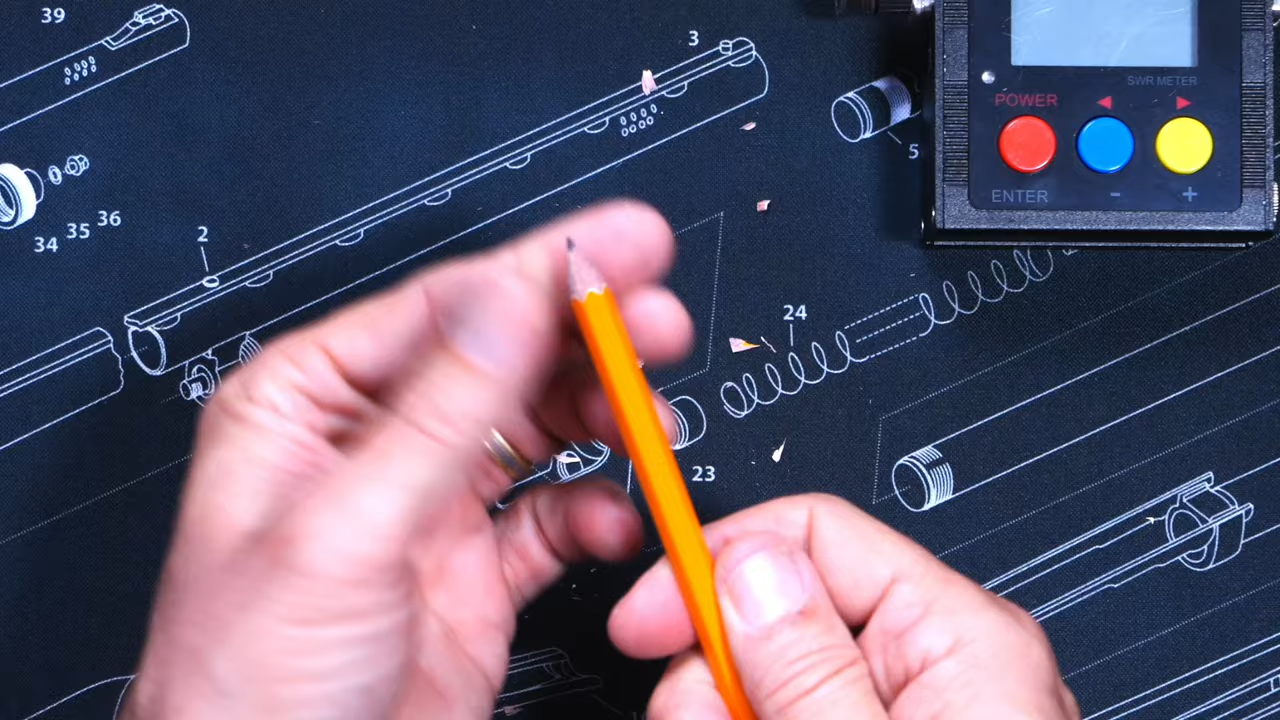 39
3
SWR METER
POWER ◀ ▶
5
ENTER - +
34 35 36
2
24
23